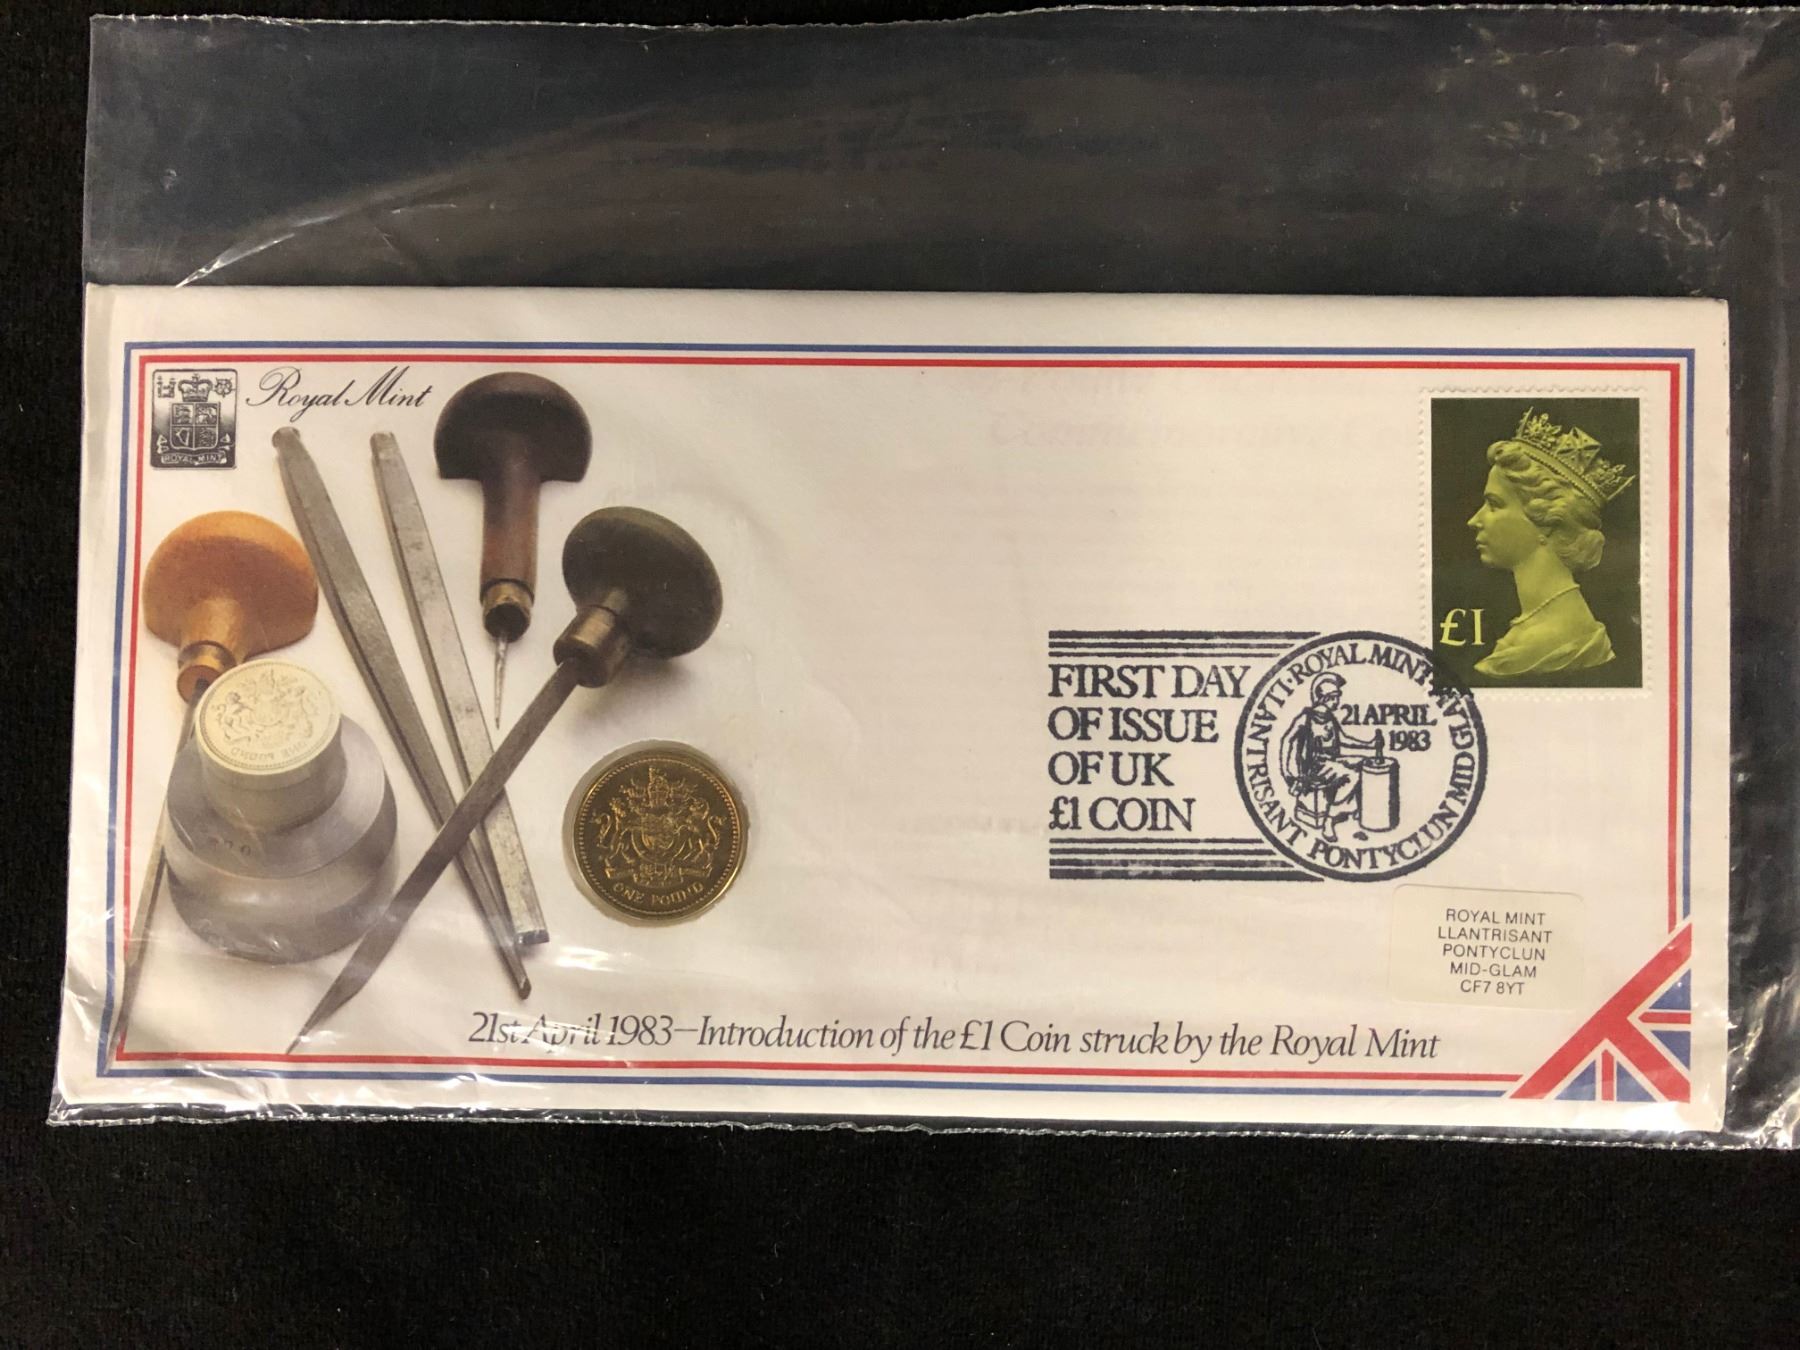 Royal Mint
ROYAL MINT
£1
FIRST DAY
OF ISSUE
OF UK
£1 COIN
ROYAL MINT · LLANTRISANT PONTYCLUN MID GLAM
21 APRIL
1983
ONE POUND
ONE POUND
ROYAL MINT
LLANTRISANT
PONTYCLUN
MID-GLAM
CF7 8YT
21st April 1983—Introduction of the £1 Coin struck by the Royal Mint